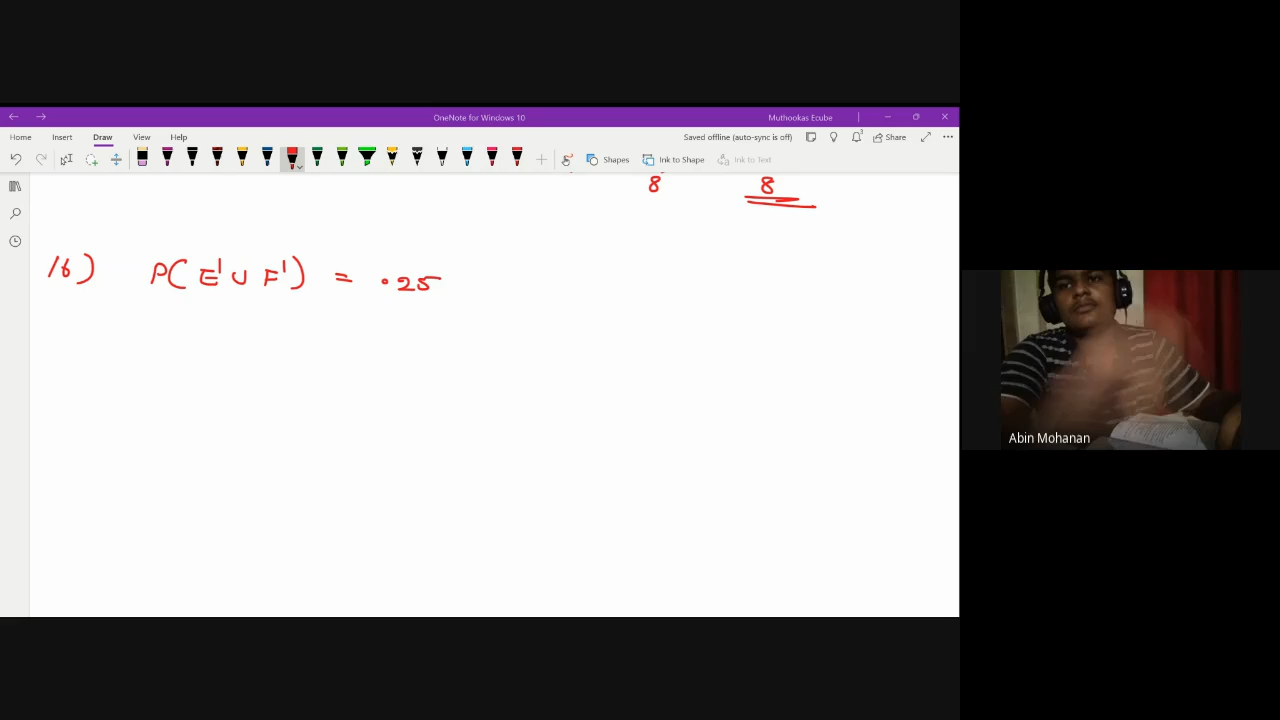 OneNote for Windows 10
Muthookas Ecube
Home Insert Draw View Help
Saved offline (auto-sync is off)
Share
Shapes
Ink to Shape
Ink to Text
8 8
16) P(E' ∪ F') = .25
Abin Mohanan